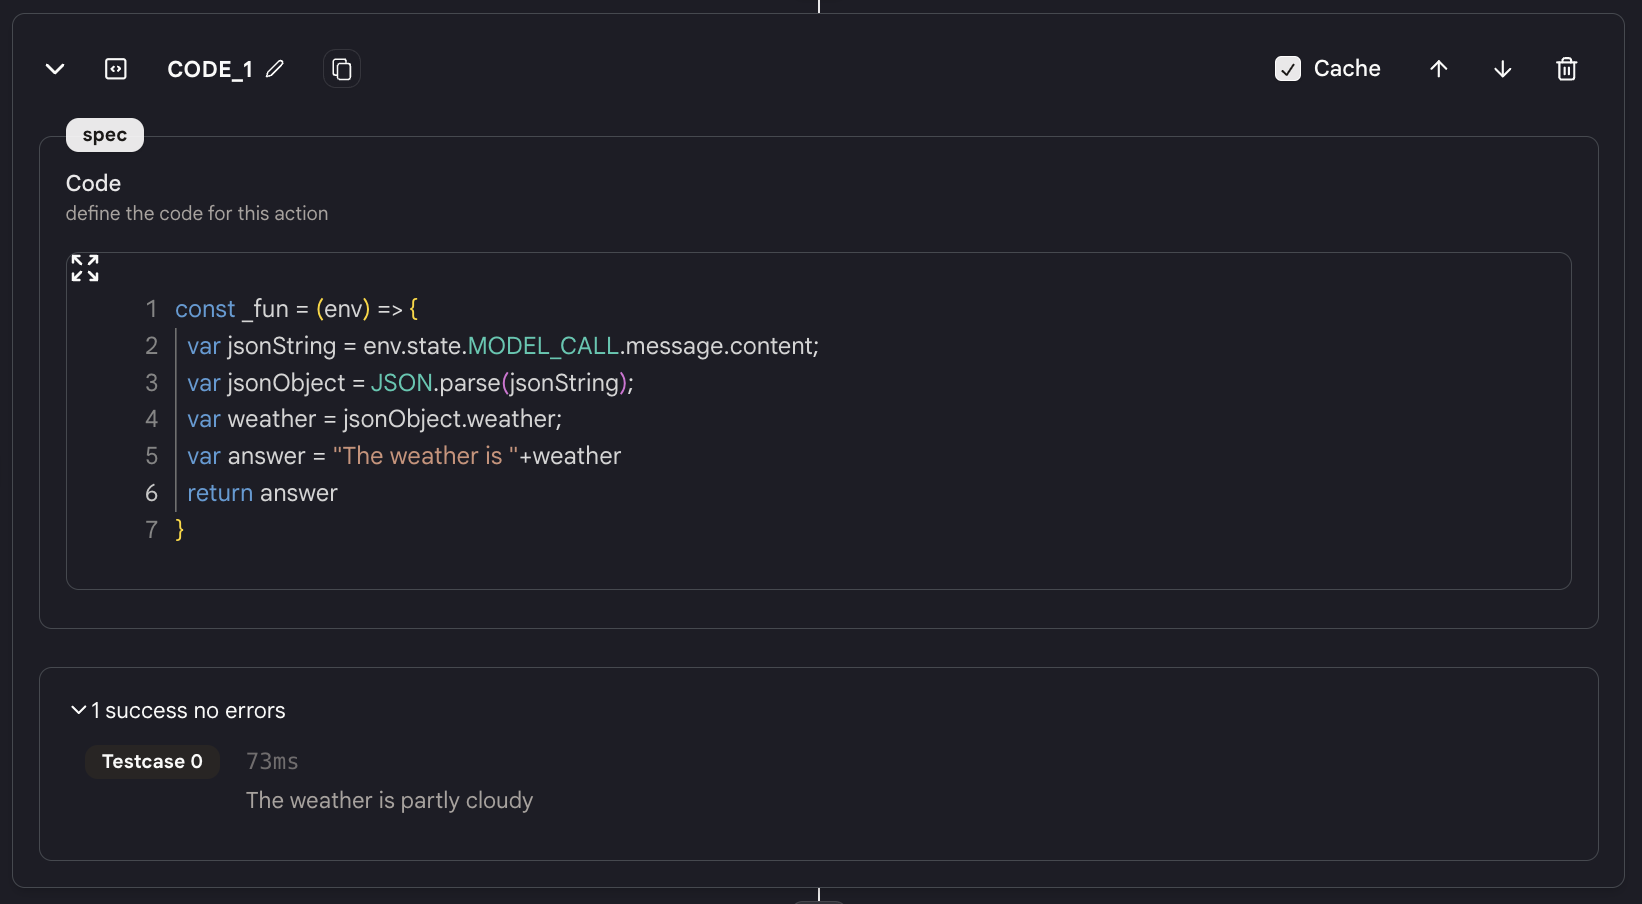 CODE_1
Cache
spec
Code
define the code for this action
1 const _fun = (env) => {
2 var jsonString = env.state.MODEL_CALL.message.content;
3 var jsonObject = JSON.parse(jsonString);
4 var weather = jsonObject.weather;
5 var answer = "The weather is "+weather
6 return answer
7 }
1 success no errors
Testcase 0 73ms
The weather is partly cloudy